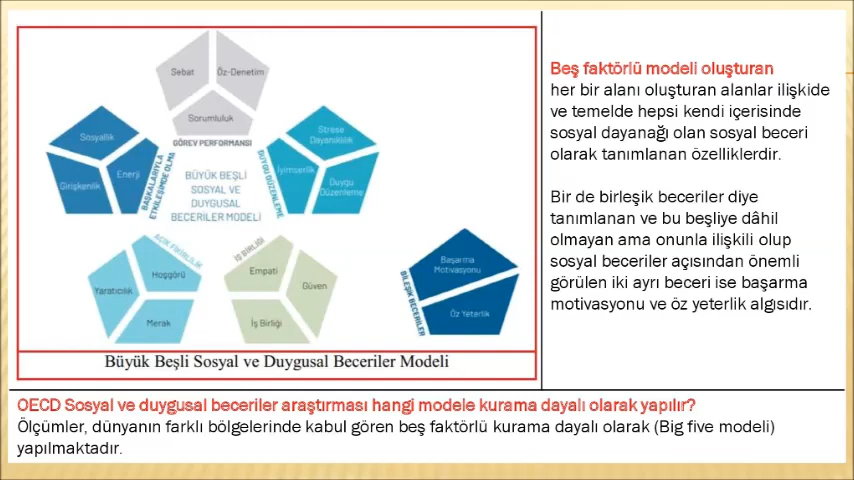 Sebat
Öz-Denetim
Sorumluluk
GÖREV PERFORMANSI
Sosyallik
Girişkenlik
Enerji
BAŞKALARIYLA
ETKİLEŞİMDE OLMA
Strese
Dayanıklılık
İyimserlik
Duygu
Düzenleme
DUYGU DÜZENLEME
BÜYÜK BEŞLİ
SOSYAL VE
DUYGUSAL
BECERİLER MODELİ
AÇIK FİKİRLİLİK
Hoşgörü
Yaratıcılık
Merak
İŞ BİRLİĞİ
Empati
Güven
İş Birliği
Başarma
Motivasyonu
Öz Yeterlik
BİLEŞİK BECERİLER
Büyük Beşli Sosyal ve Duygusal Beceriler Modeli
Beş faktörlü modeli oluşturan
her bir alanı oluşturan alanlar ilişkide
ve temelde hepsi kendi içerisinde
sosyal dayanağı olan sosyal beceri
olarak tanımlanan özelliklerdir.
Bir de birleşik beceriler diye
tanımlanan ve bu beşliye dâhil
olmayan ama onunla ilişkili olup
sosyal beceriler açısından önemli
görülen iki ayrı beceri ise başarma
motivasyonu ve öz yeterlik algısıdır.
OECD Sosyal ve duygusal beceriler araştırması hangi modele kurama dayalı olarak yapılır?
Ölçümler, dünyanın farklı bölgelerinde kabul gören beş faktörlü kurama dayalı olarak (Big five modeli)
yapılmaktadır.